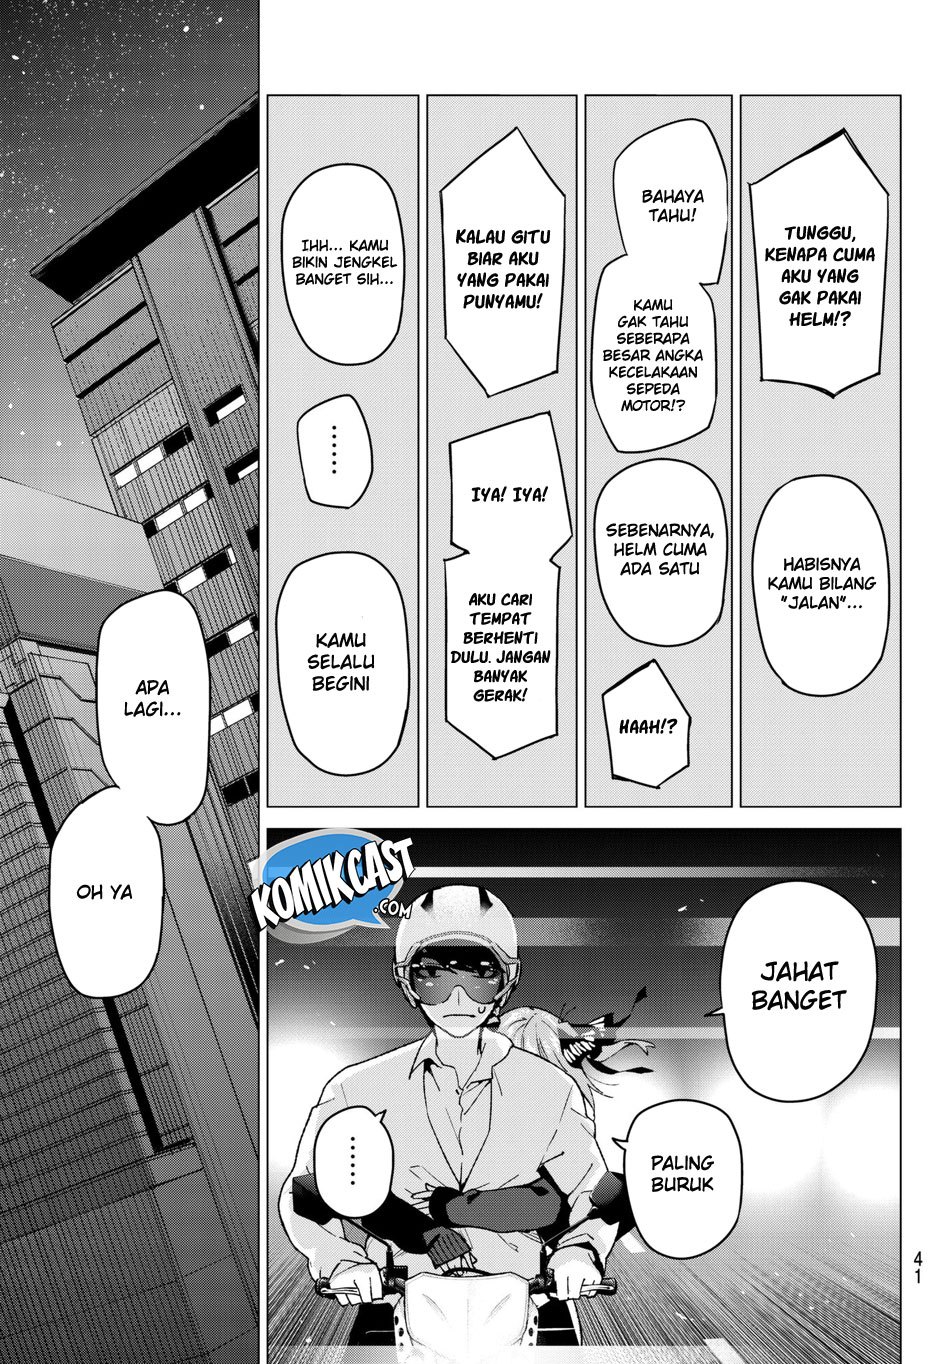 TUNGGU,
KENAPA CUMA
AKU YANG
GAK PAKAI
HELM!?
HABISNYA
KAMU BILANG
"JALAN"...
BAHAYA
TAHU!
KAMU
GAK TAHU
SEBERAPA
BESAR ANGKA
KECELAKAAN
SEPEDA
MOTOR!?
SEBENARNYA,
HELM CUMA
ADA SATU
HAAH!?
KALAU GITU
BIAR AKU
YANG PAKAI
PUNYAMU!
IYA! IYA!
AKU CARI
TEMPAT
BERHENTI
DULU. JANGAN
BANYAK
GERAK!
IHH... KAMU
BIKIN JENGKEL
BANGET SIH...
......
KAMU
SELALU
BEGINI
JAHAT
BANGET
PALING
BURUK
......
APA
LAGI...
OH YA
KOMIKCAST
.COM
41